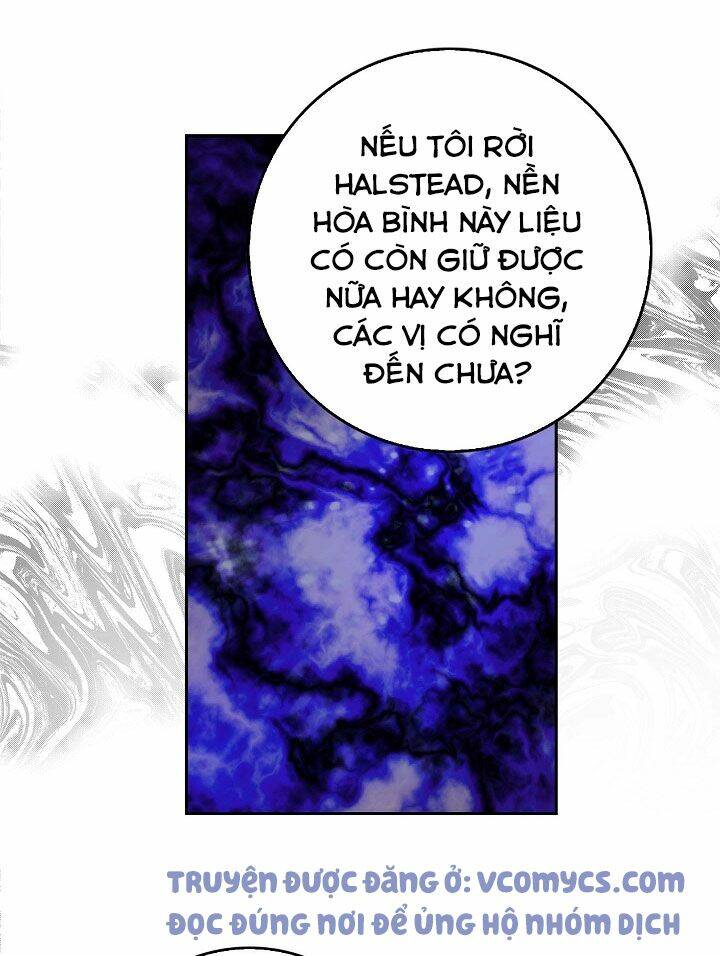 NẾU TÔI RỜI
HALSTEAD, NỀN
HÒA BÌNH NÀY LIỆU
CÓ CÒN GIỮ ĐƯỢC
NỮA HAY KHÔNG,
CÁC VỊ CÓ NGHĨ
ĐẾN CHƯA?
TRUYỆN ĐƯỢC ĐĂNG Ở: vcomycs.com
ĐỌC ĐÚNG NƠI ĐỂ ỦNG HỘ NHÓM DỊCH